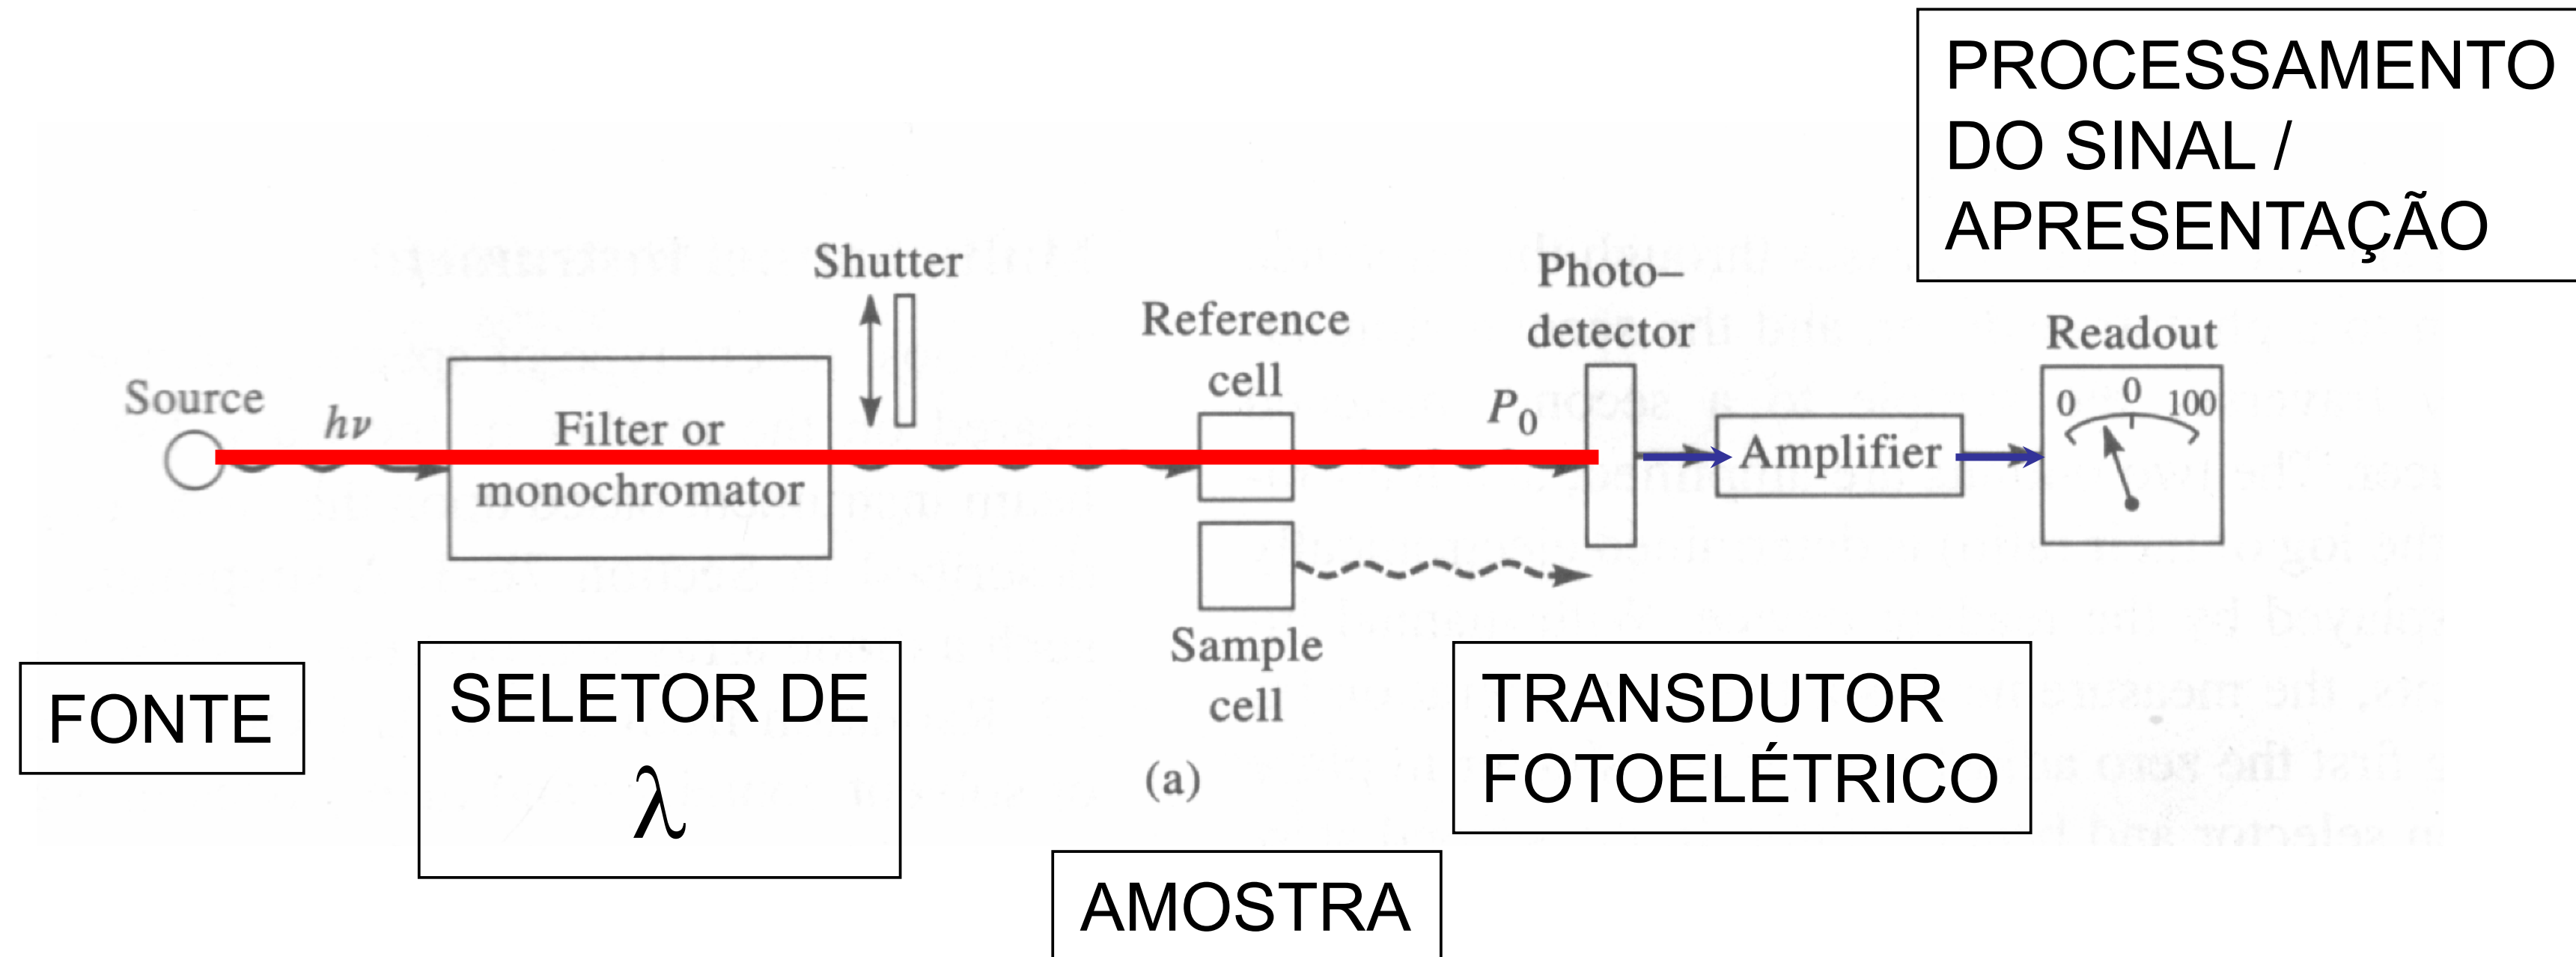 PROCESSAMENTO
DO SINAL /
APRESENTAÇÃO
Shutter
Photo–
detector
Reference
cell
Readout
0 0 100
Source
hν
Filter or
monochromator
P0
Amplifier
Sample
cell
(a)
FONTE
SELETOR DE
λ
TRANSDUTOR
FOTOELÉTRICO
AMOSTRA